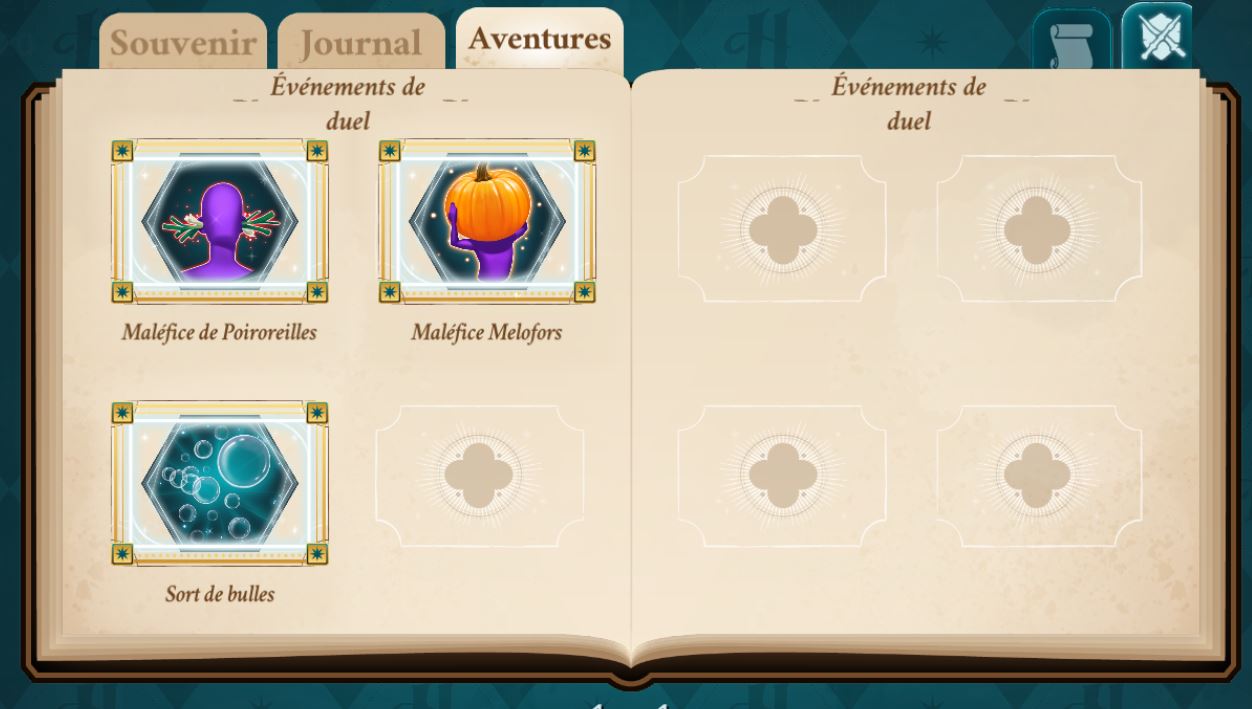 Souvenir
Journal
Aventures
Événements de
duel
Événements de
duel
Maléfice de Poiroreilles
Maléfice Melofors
Sort de bulles